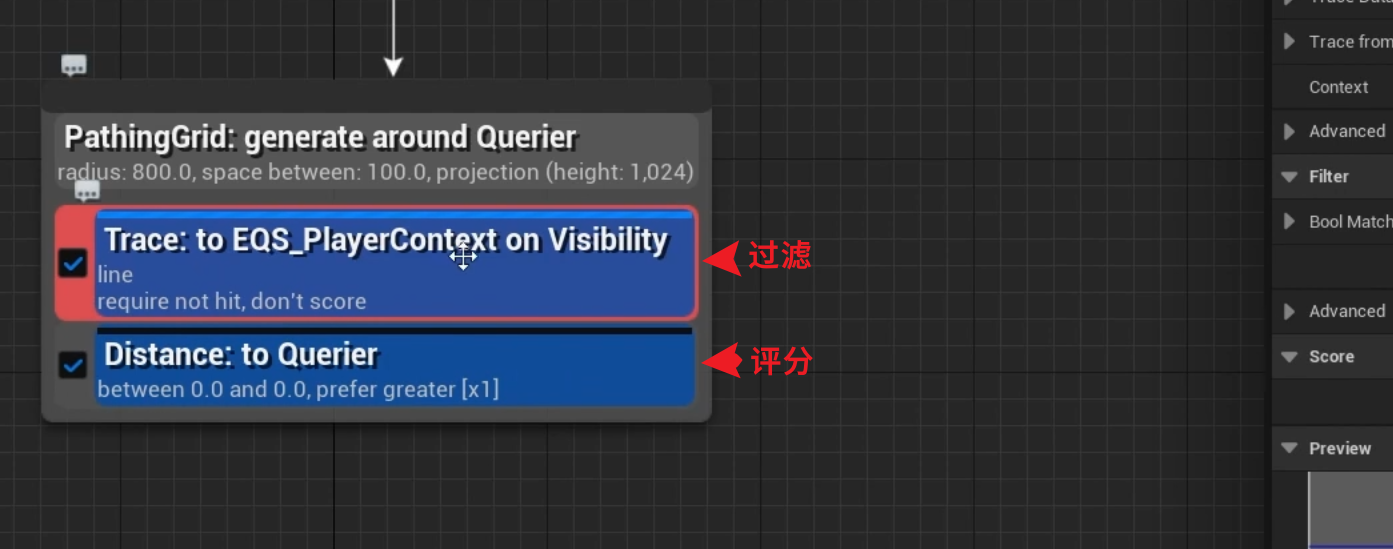 Trace from
Context
Advanced
Filter
Bool Match
Advanced
Score
Preview
PathingGrid: generate around Querier
radius: 800.0, space between: 100.0, projection (height: 1,024)
Trace: to EQS_PlayerContext on Visibility
line
require not hit, don't score
过滤
Distance: to Querier
between 0.0 and 0.0, prefer greater [x1]
评分